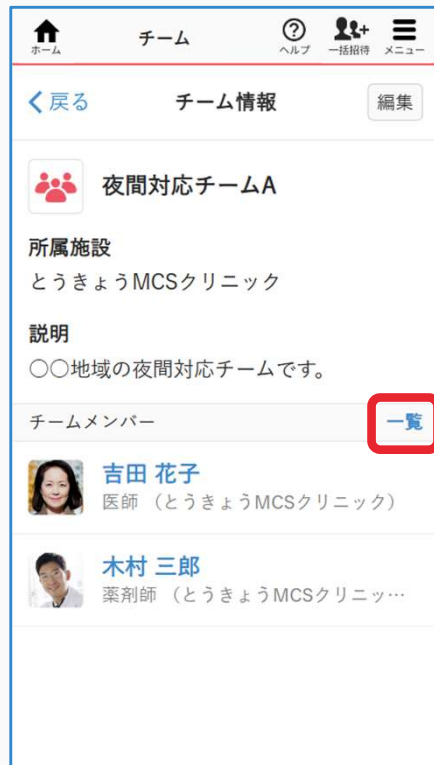 チーム
ホーム ヘルプ 一括招待 メニュー
戻る チーム情報 編集
夜間対応チームA
所属施設
とうきょうMCSクリニック
説明
○○地域の夜間対応チームです。
チームメンバー 一覧
吉田 花子
医師 （とうきょうMCSクリニック）
木村 三郎
薬剤師 （とうきょうMCSクリニッ…